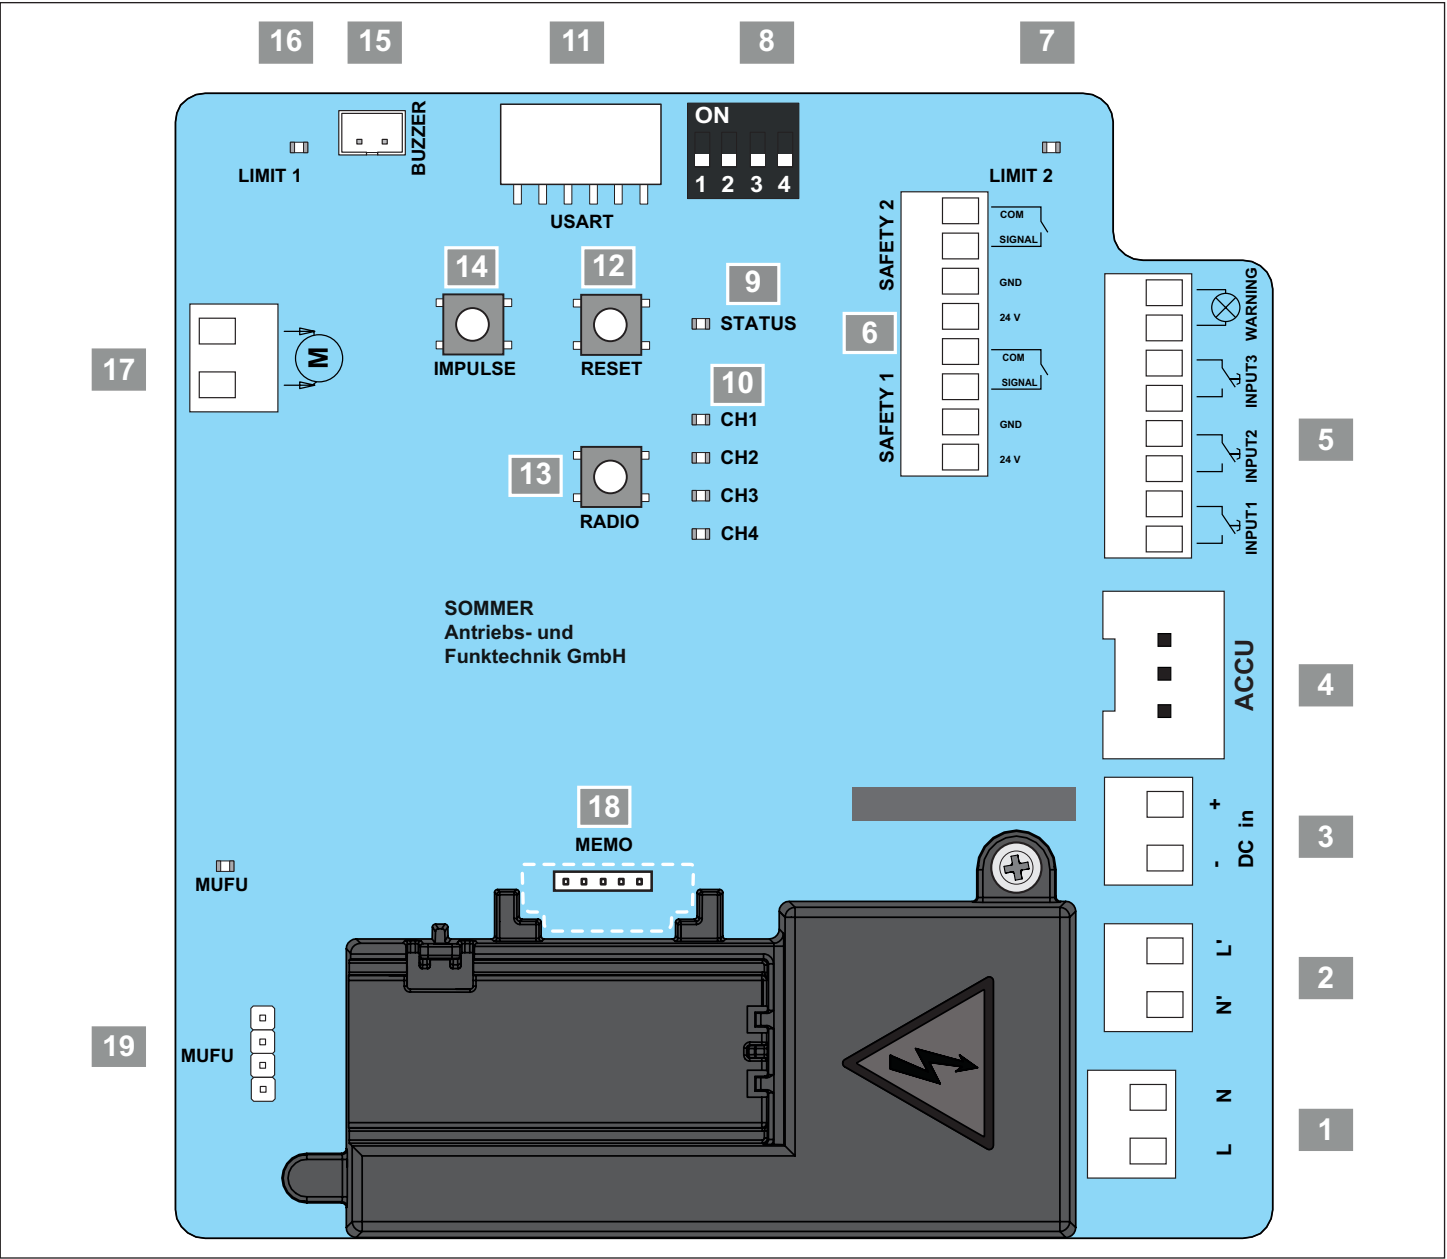 16
15
11
8
7
ON
1 2 3 4
BUZZER
LIMIT 1
LIMIT 2
USART
SAFETY 2
COM
SIGNAL
GND
24 V
14
12
9
STATUS
IMPULSE
RESET
6
WARNING
INPUT3
INPUT2
INPUT1
5
17
M
10
CH1
CH2
CH3
CH4
SAFETY 1
COM
SIGNAL
GND
24 V
13
RADIO
SOMMER
Antriebs- und
Funktechnik GmbH
ACCU
4
18
MEMO
+
-
DC in
3
MUFU
L'
N'
2
19
MUFU
N
L
1